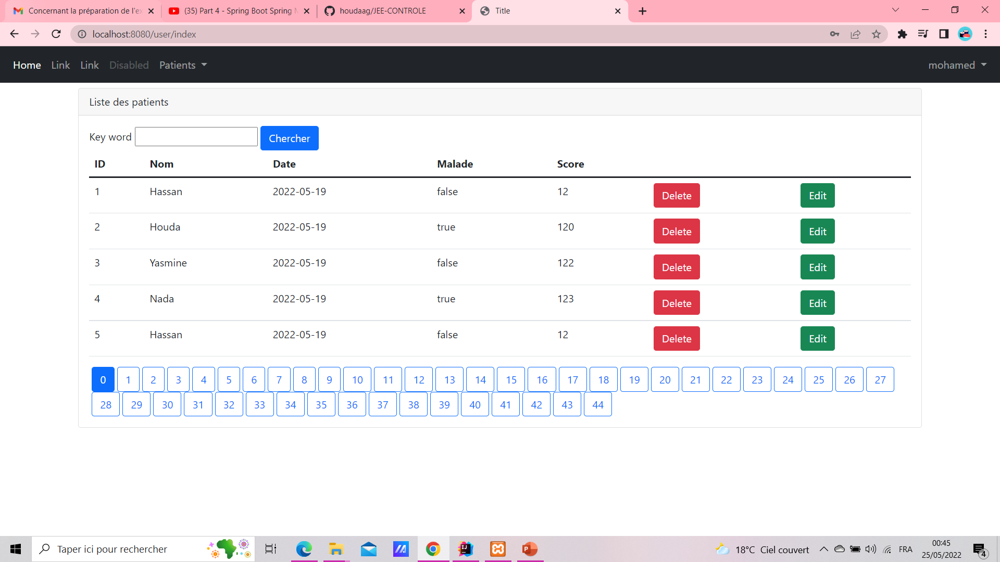 Concernant la préparation de l'ex
(35) Part 4 - Spring Boot Spring
houdaag/JEE-CONTROLE
Title
localhost:8080/user/index
Home Link Link Disabled Patients mohamed
Liste des patients
Key word Chercher
ID Nom Date Malade Score
1 Hassan 2022-05-19 false 12 Delete Edit
2 Houda 2022-05-19 true 120 Delete Edit
3 Yasmine 2022-05-19 false 122 Delete Edit
4 Nada 2022-05-19 true 123 Delete Edit
5 Hassan 2022-05-19 false 12 Delete Edit
0 1 2 3 4 5 6 7 8 9 10 11 12 13 14 15 16 17 18 19 20 21 22 23 24 25 26 27
28 29 30 31 32 33 34 35 36 37 38 39 40 41 42 43 44
Taper ici pour rechercher
18°C Ciel couvert
FRA
00:45
25/05/2022
4